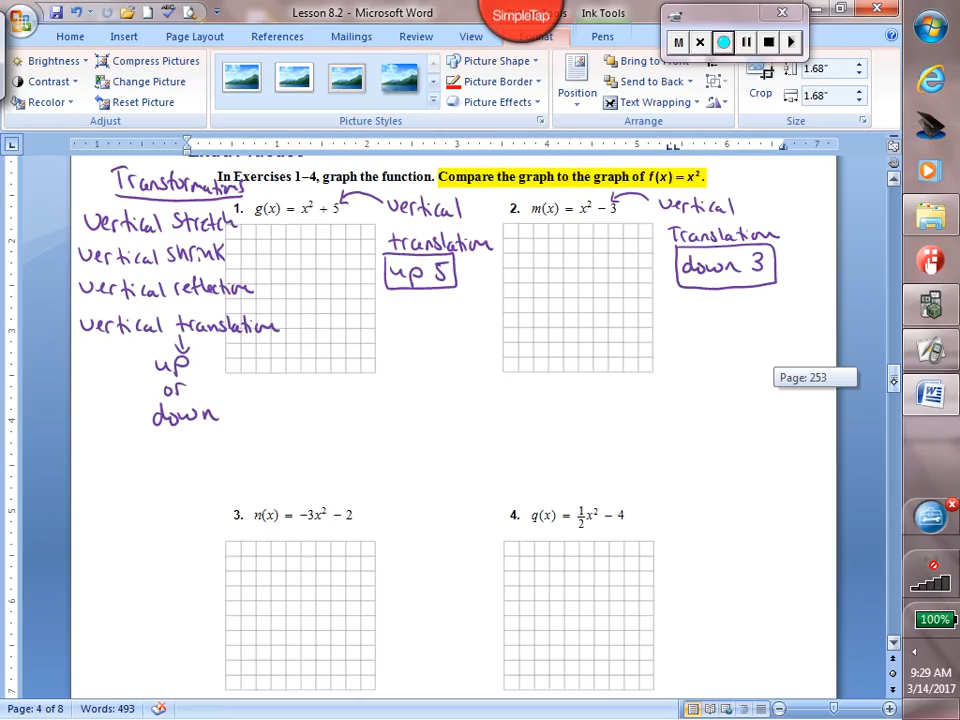 SimpleTap
Lesson 8.2 - Microsoft Word
Ink Tools
Home
Insert
Page Layout
References
Mailings
Review
View
Format
Pens
Brightness
Contrast
Recolor
Compress Pictures
Change Picture
Reset Picture
Adjust
Picture Shape
Picture Border
Picture Effects
Picture Styles
Position
Bring to Front
Send to Back
Text Wrapping
Arrange
Crop
1.68"
1.68"
Size
M
In Exercises 1–4, graph the function. Compare the graph to the graph of f(x) = x².
Transformations
vertical stretch
vertical shrink
vertical reflection
vertical translation
up
or
down
1. g(x) = x² + 5
vertical
translation
up 5
2. m(x) = x² − 3
vertical
Translation
down 3
3. n(x) = −3x² − 2
4. q(x) = 1/2 x² − 4
Page: 253
Page: 4 of 8
Words: 493
100%
9:29 AM
3/14/2017